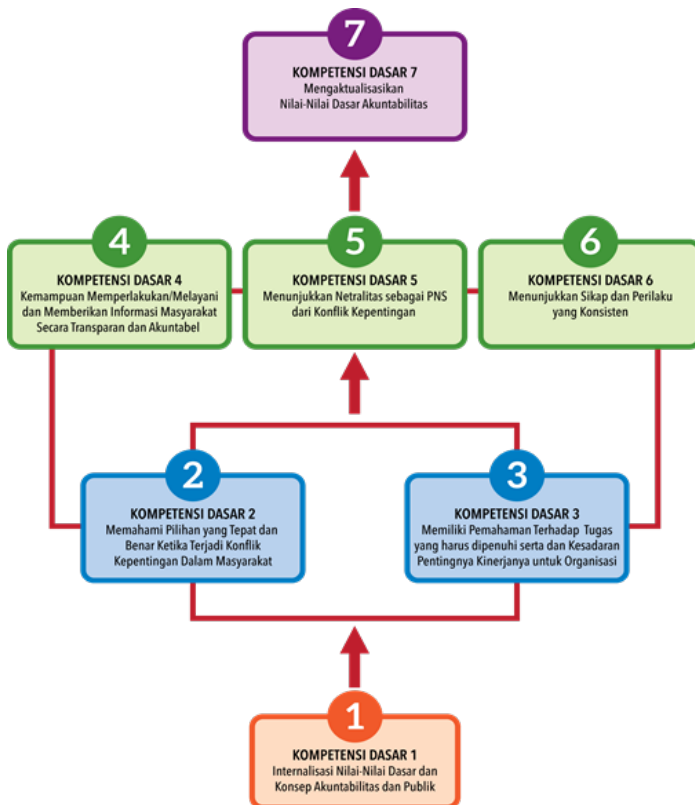 7
KOMPETENSI DASAR 7
Mengaktualisasikan
Nilai-Nilai Dasar Akuntabilitas
4
KOMPETENSI DASAR 4
Kemampuan Memperlakukan/Melayani
dan Memberikan Informasi Masyarakat
Secara Transparan dan Akuntabel
5
KOMPETENSI DASAR 5
Menunjukkan Netralitas sebagai PNS
dari Konflik Kepentingan
6
KOMPETENSI DASAR 6
Menunjukkan Sikap dan Perilaku
yang Konsisten
2
KOMPETENSI DASAR 2
Memahami Pilihan yang Tepat dan
Benar Ketika Terjadi Konflik
Kepentingan Dalam Masyarakat
3
KOMPETENSI DASAR 3
Memiliki Pemahaman Terhadap Tugas
yang harus dipenuhi serta dan Kesadaran
Pentingnya Kinerjanya untuk Organisasi
1
KOMPETENSI DASAR 1
Internalisasi Nilai-Nilai Dasar dan
Konsep Akuntabilitas dan Publik